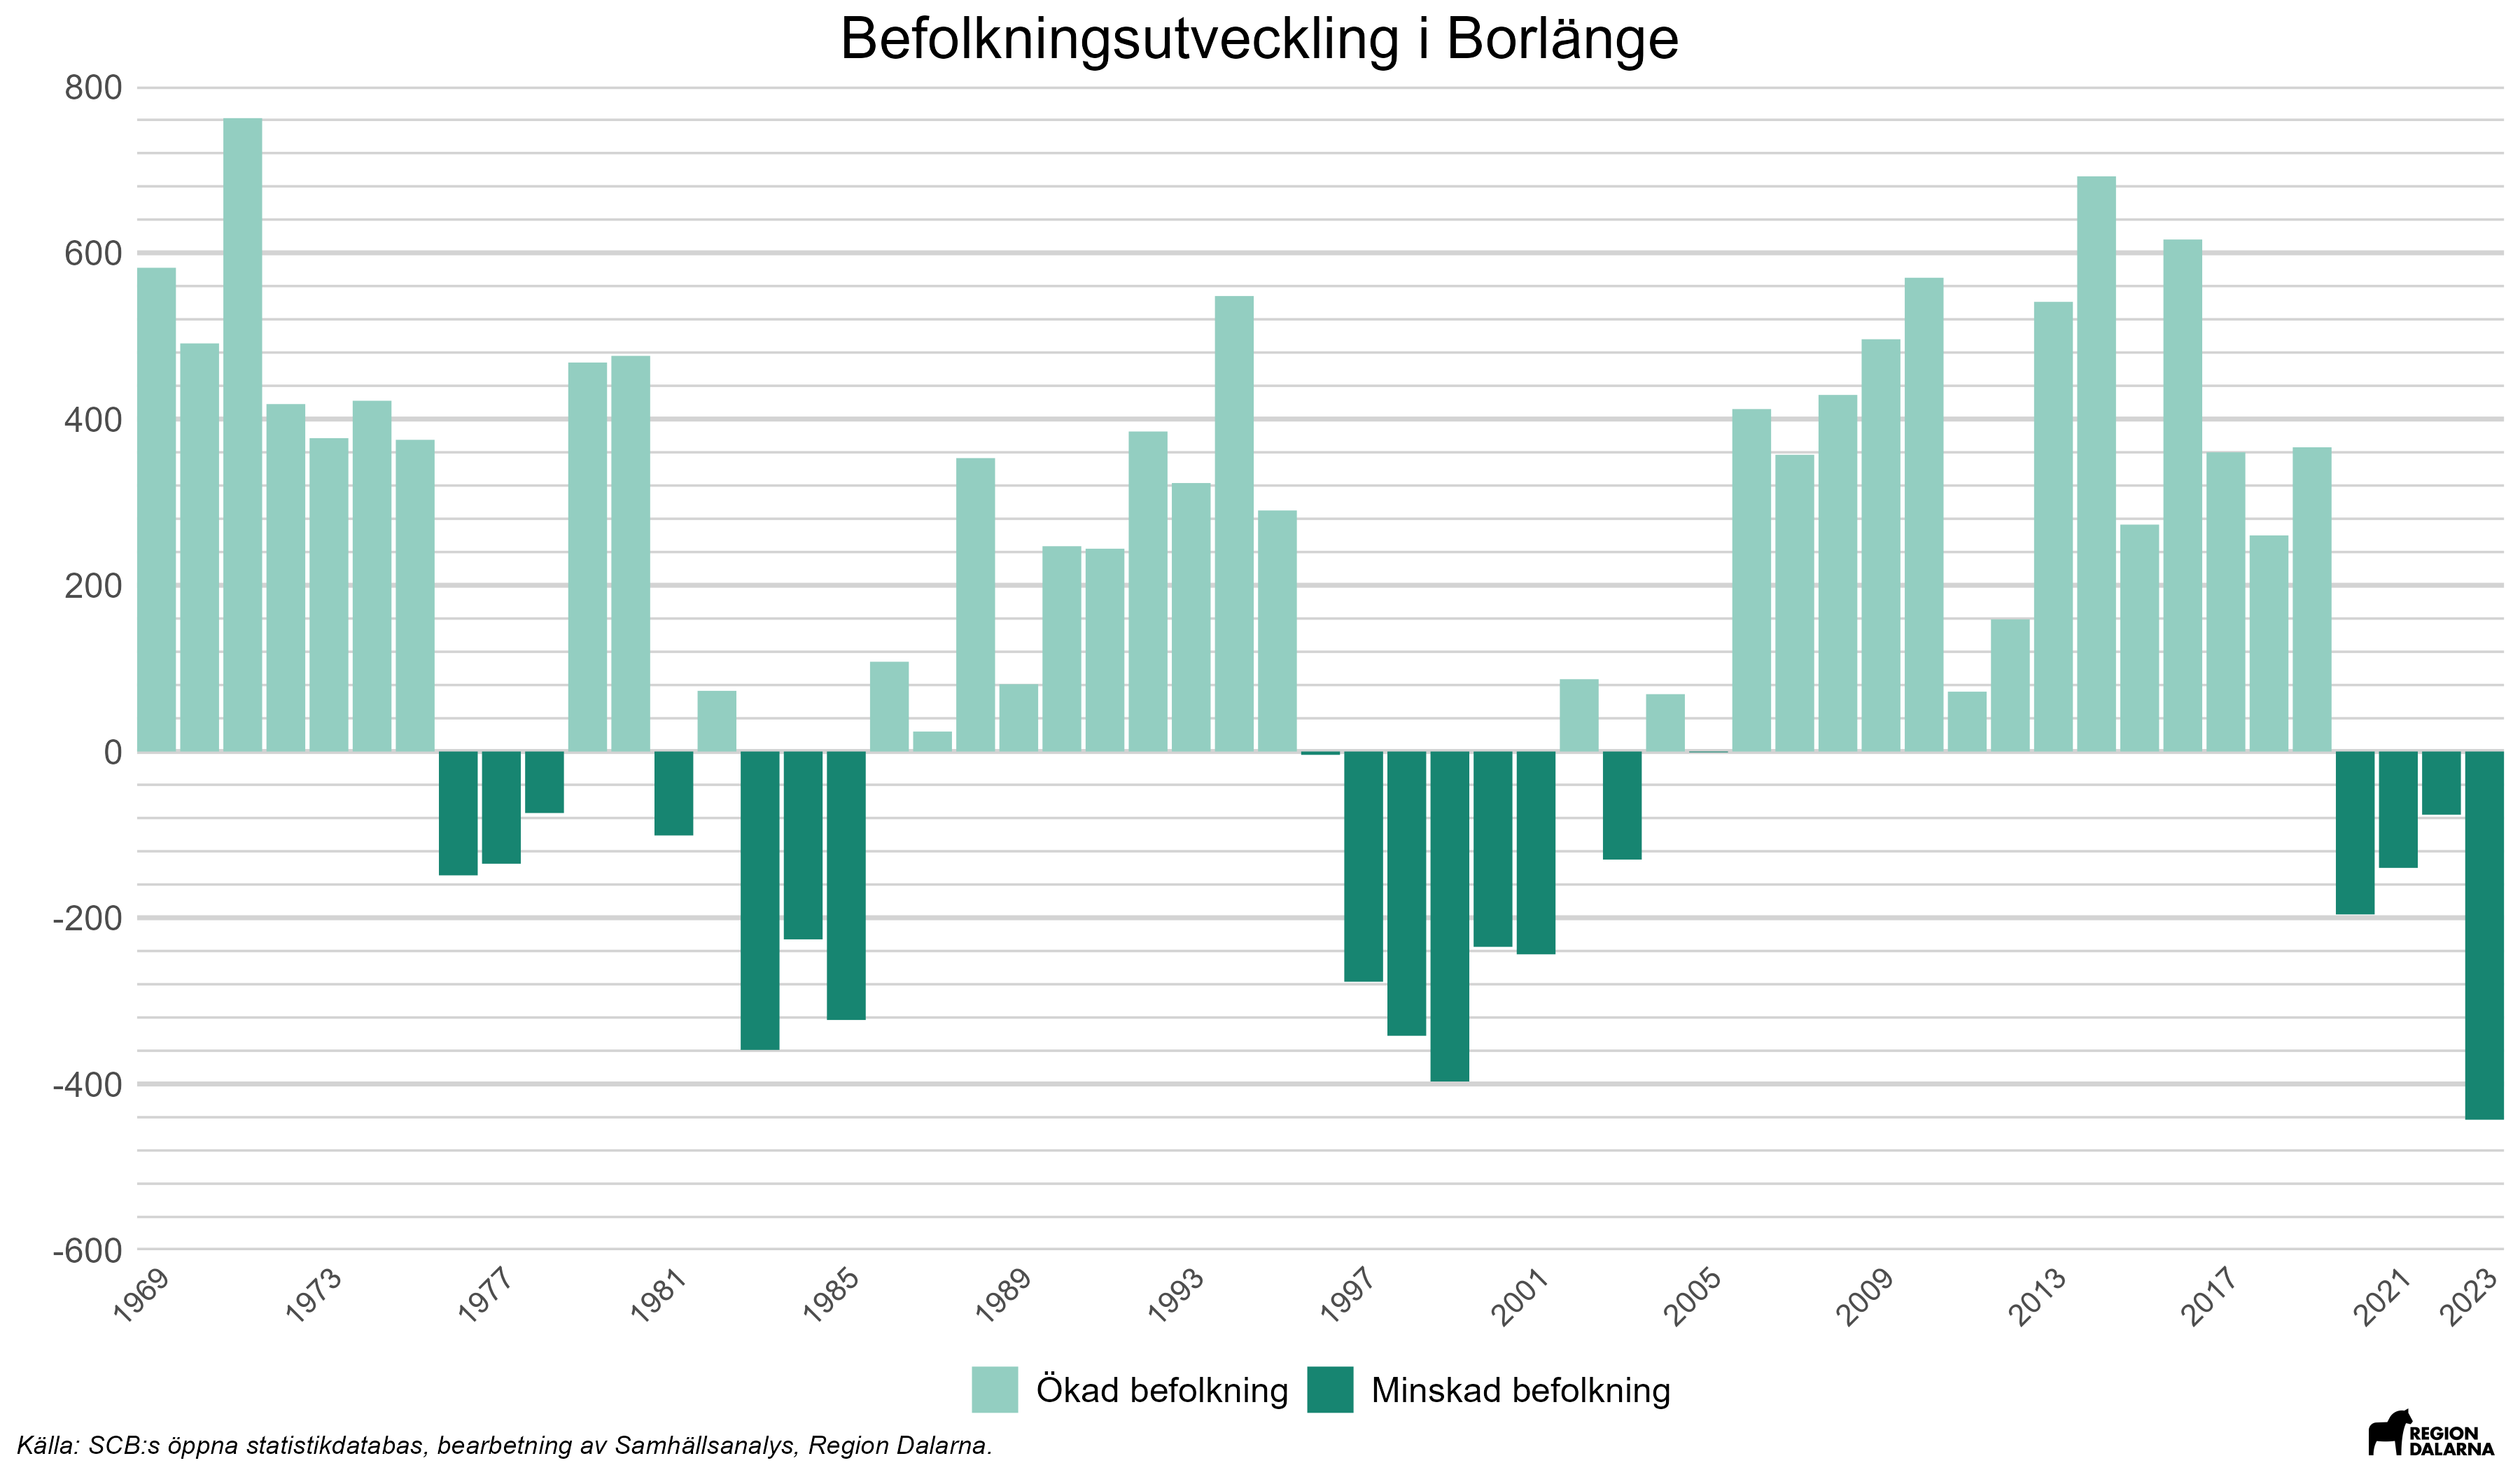 Befolkningsutveckling i Borlänge
800
600
400
200
0
-200
-400
-600
1969 1973 1977 1981 1985 1989 1993 1997 2001 2005 2009 2013 2017 2021 2023
Ökad befolkning Minskad befolkning
Källa: SCB:s öppna statistikdatabas, bearbetning av Samhällsanalys, Region Dalarna.
REGION
DALARNA